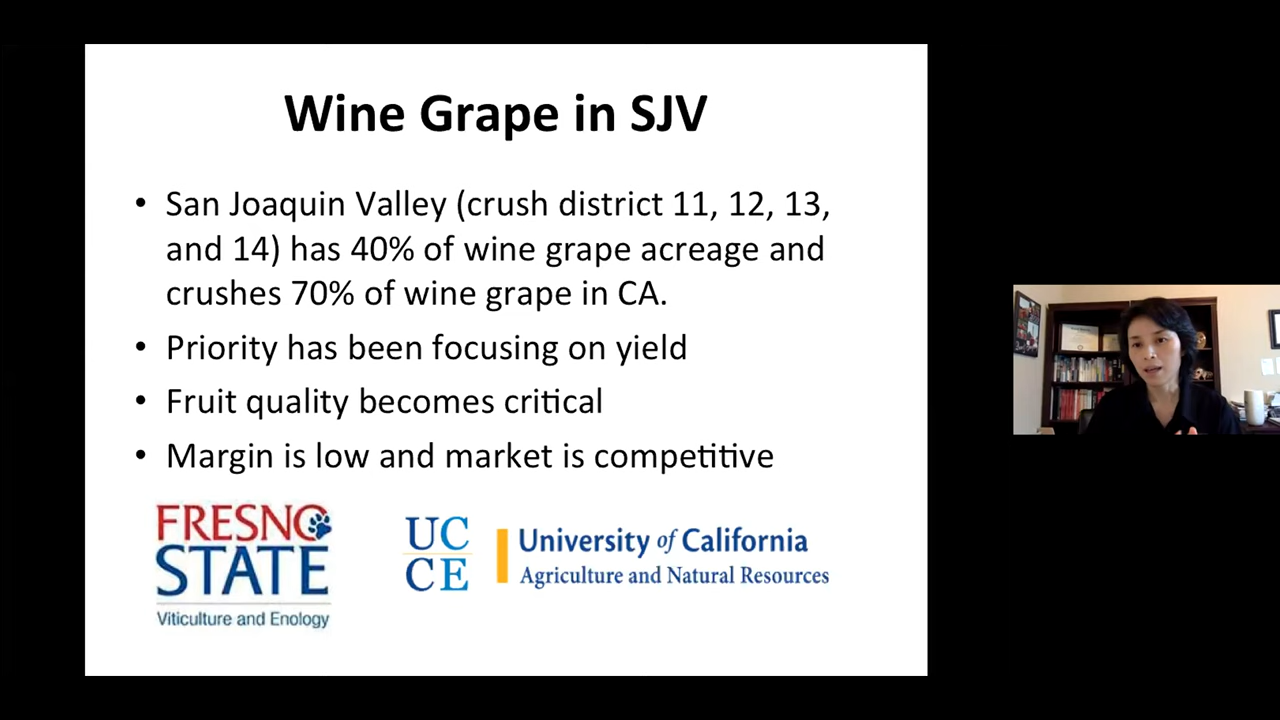 Wine Grape in SJV
• San Joaquin Valley (crush district 11, 12, 13,
and 14) has 40% of wine grape acreage and
crushes 70% of wine grape in CA.
• Priority has been focusing on yield
• Fruit quality becomes critical
• Margin is low and market is competitive
FRESNO
STATE
Viticulture and Enology
UC
CE
University of California
Agriculture and Natural Resources